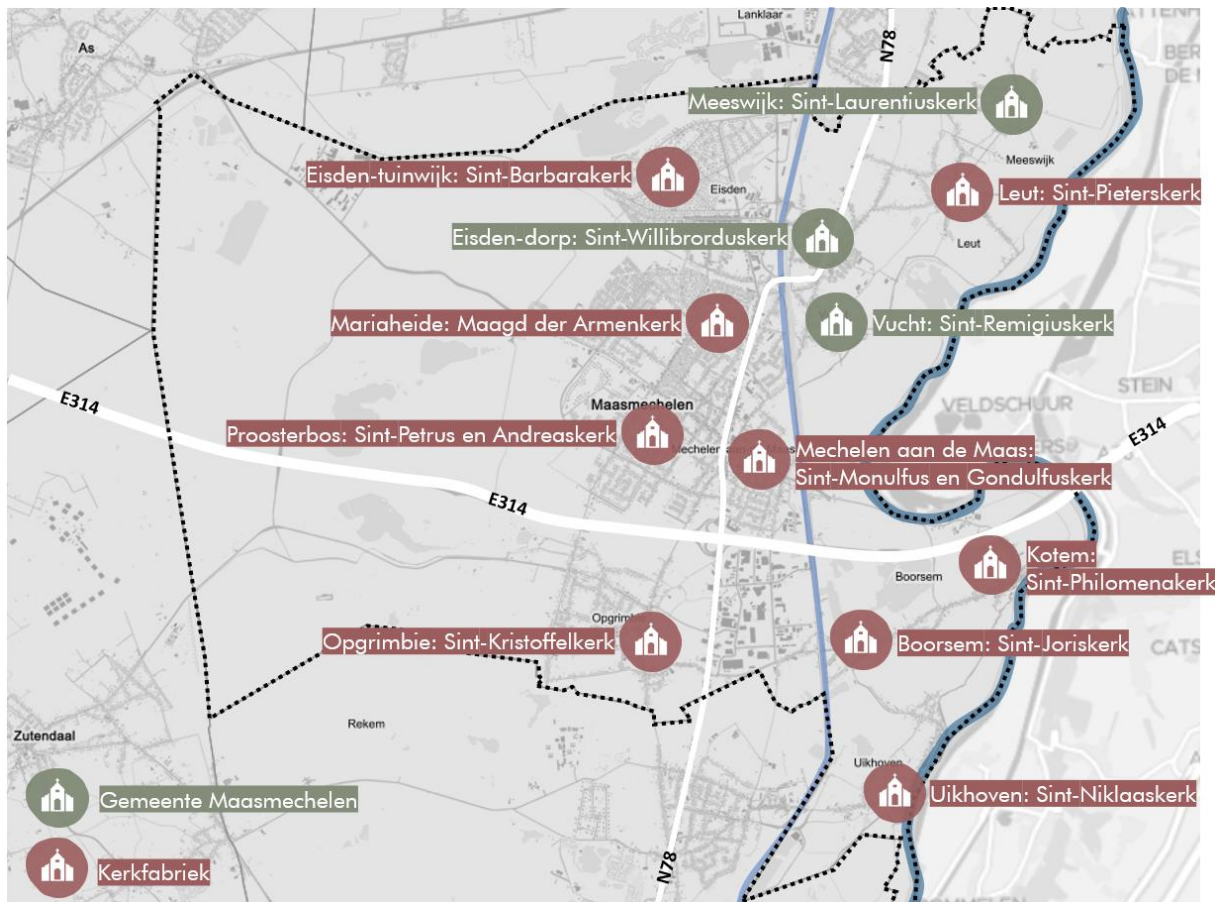 Lanklaar
As
N78
BER
DE M
Meeswijk: Sint-Laurentiuskerk
Meeswijk
Eisden-tuinwijk: Sint-Barbarakerk
Eisden
Leut: Sint-Pieterskerk
Eisden-dorp: Sint-Willibrorduskerk
Leut
Mariaheide: Maagd der Armenkerk
Vucht: Sint-Remigiuskerk
STEIN
E314
Maasmechelen
VELDSCHUUR
Proosterbos: Sint-Petrus en Andreaskerk
E314
Mechelen aan de Maas:
Sint-Monulfus en Gondulfuskerk
E314
Kotem:
Sint-Philomenakerk
ELS
Boorsem
Opgrimbie
Opgrimbie: Sint-Kristoffelkerk
Boorsem: Sint-Joriskerk
CATS
Rekem
Zutendaal
Uikhoven
Uikhoven: Sint-Niklaaskerk
Gemeente Maasmechelen
Kerkfabriek
N78